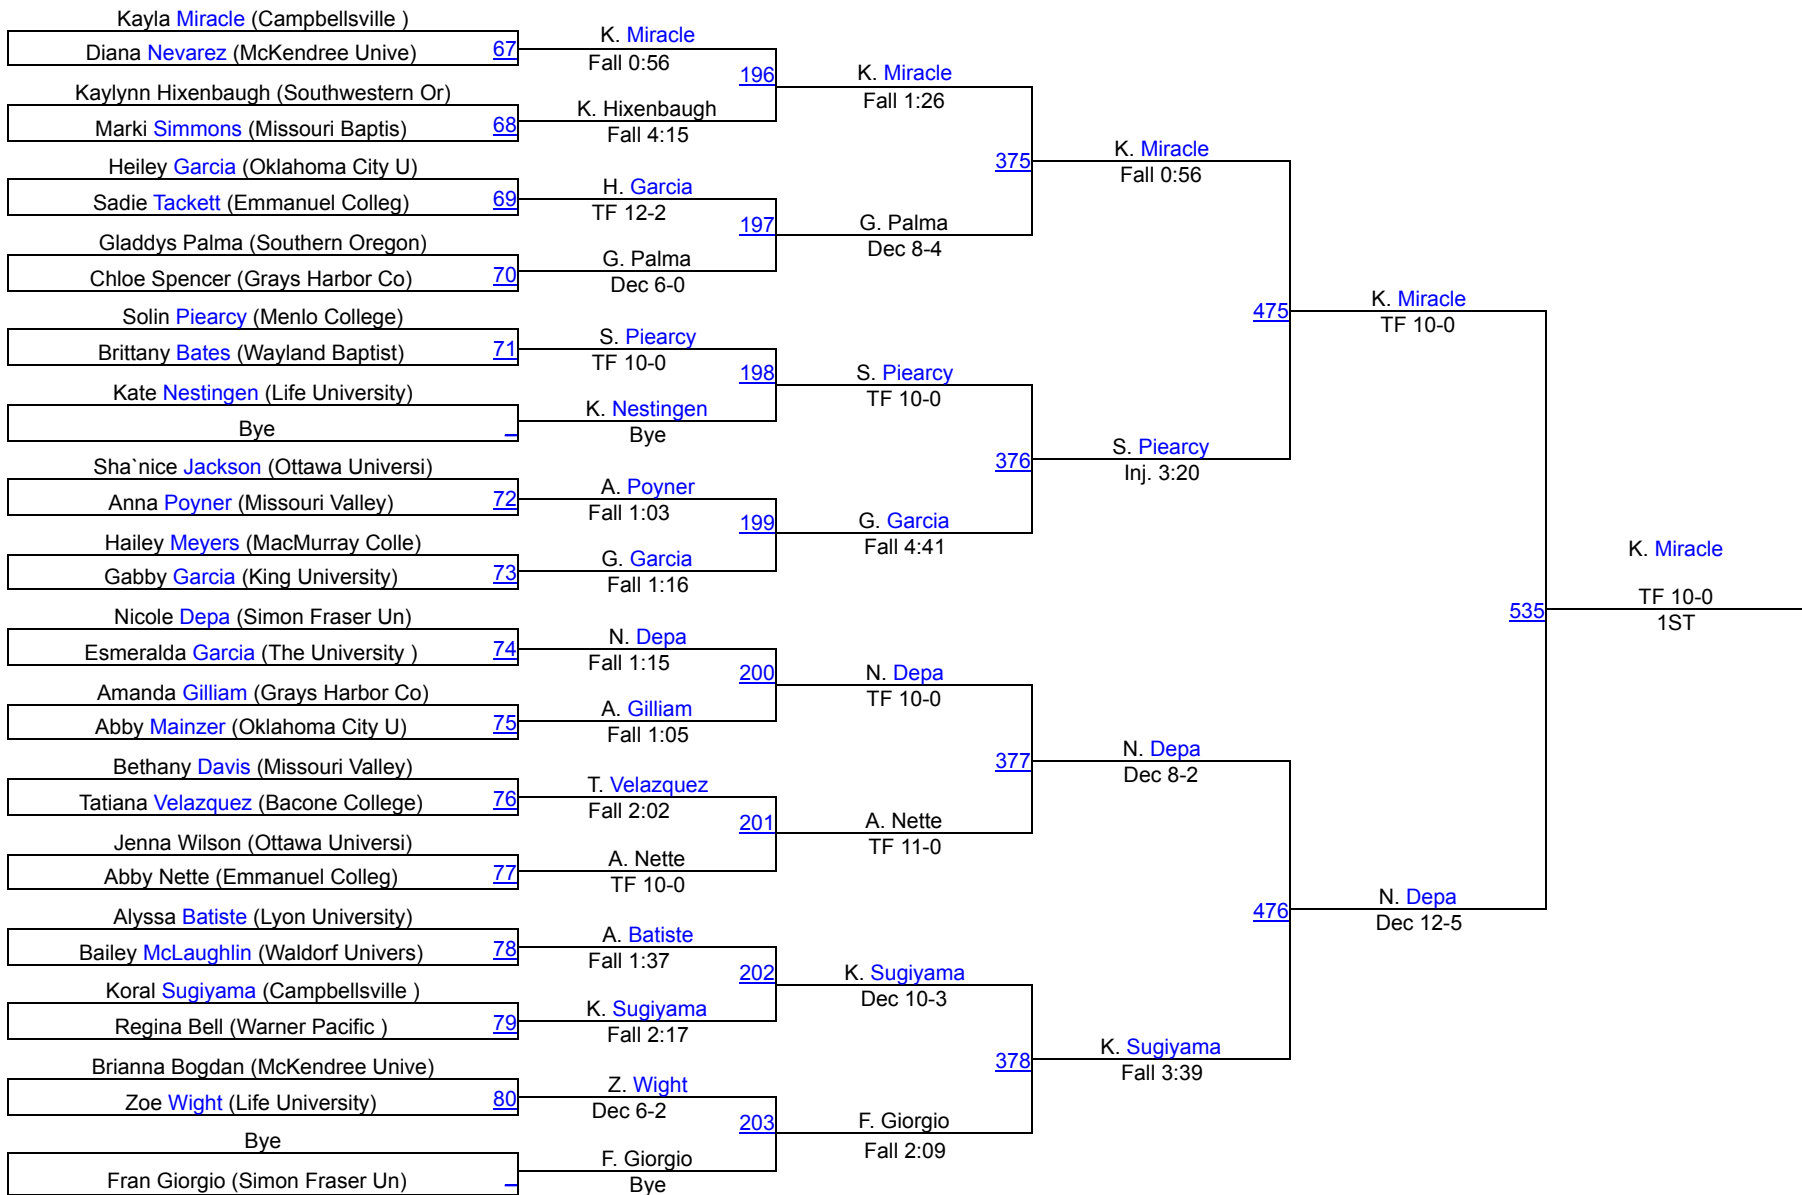 Kayla Miracle (Campbellsville )
Diana Nevarez (McKendree Unive)
67
Kaylynn Hixenbaugh (Southwestern Or)
Marki Simmons (Missouri Baptis)
68
Heiley Garcia (Oklahoma City U)
Sadie Tackett (Emmanuel Colleg)
69
Gladdys Palma (Southern Oregon)
Chloe Spencer (Grays Harbor Co)
70
Solin Piearcy (Menlo College)
Brittany Bates (Wayland Baptist)
71
Kate Nestingen (Life University)
Bye
Sha`nice Jackson (Ottawa Universi)
Anna Poyner (Missouri Valley)
72
Hailey Meyers (MacMurray Colle)
Gabby Garcia (King University)
73
Nicole Depa (Simon Fraser Un)
Esmeralda Garcia (The University )
74
Amanda Gilliam (Grays Harbor Co)
Abby Mainzer (Oklahoma City U)
75
Bethany Davis (Missouri Valley)
Tatiana Velazquez (Bacone College)
76
Jenna Wilson (Ottawa Universi)
Abby Nette (Emmanuel Colleg)
77
Alyssa Batiste (Lyon University)
Bailey McLaughlin (Waldorf Univers)
78
Koral Sugiyama (Campbellsville )
Regina Bell (Warner Pacific )
79
Brianna Bogdan (McKendree Unive)
Zoe Wight (Life University)
80
Bye
Fran Giorgio (Simon Fraser Un)
K. Miracle
Fall 0:56
196
K. Hixenbaugh
Fall 4:15
H. Garcia
TF 12-2
197
G. Palma
Dec 6-0
S. Piearcy
TF 10-0
198
K. Nestingen
Bye
A. Poyner
Fall 1:03
199
G. Garcia
Fall 1:16
N. Depa
Fall 1:15
200
A. Gilliam
Fall 1:05
T. Velazquez
Fall 2:02
201
A. Nette
TF 10-0
A. Batiste
Fall 1:37
202
K. Sugiyama
Fall 2:17
Z. Wight
Dec 6-2
203
F. Giorgio
Bye
K. Miracle
Fall 1:26
375
G. Palma
Dec 8-4
S. Piearcy
TF 10-0
376
G. Garcia
Fall 4:41
N. Depa
TF 10-0
377
A. Nette
TF 11-0
K. Sugiyama
Dec 10-3
378
F. Giorgio
Fall 2:09
K. Miracle
Fall 0:56
475
S. Piearcy
Inj. 3:20
N. Depa
Dec 8-2
476
K. Sugiyama
Fall 3:39
K. Miracle
TF 10-0
535
N. Depa
Dec 12-5
K. Miracle
TF 10-0
1ST